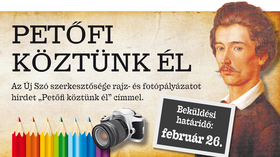 PETŐFI
KÖZTÜNK ÉL
Az Új Szó szerkesztősége rajz- és fotópályázatot
hirdet „Petőfi köztünk él” címmel.
Beküldési
határidő:
február 26.